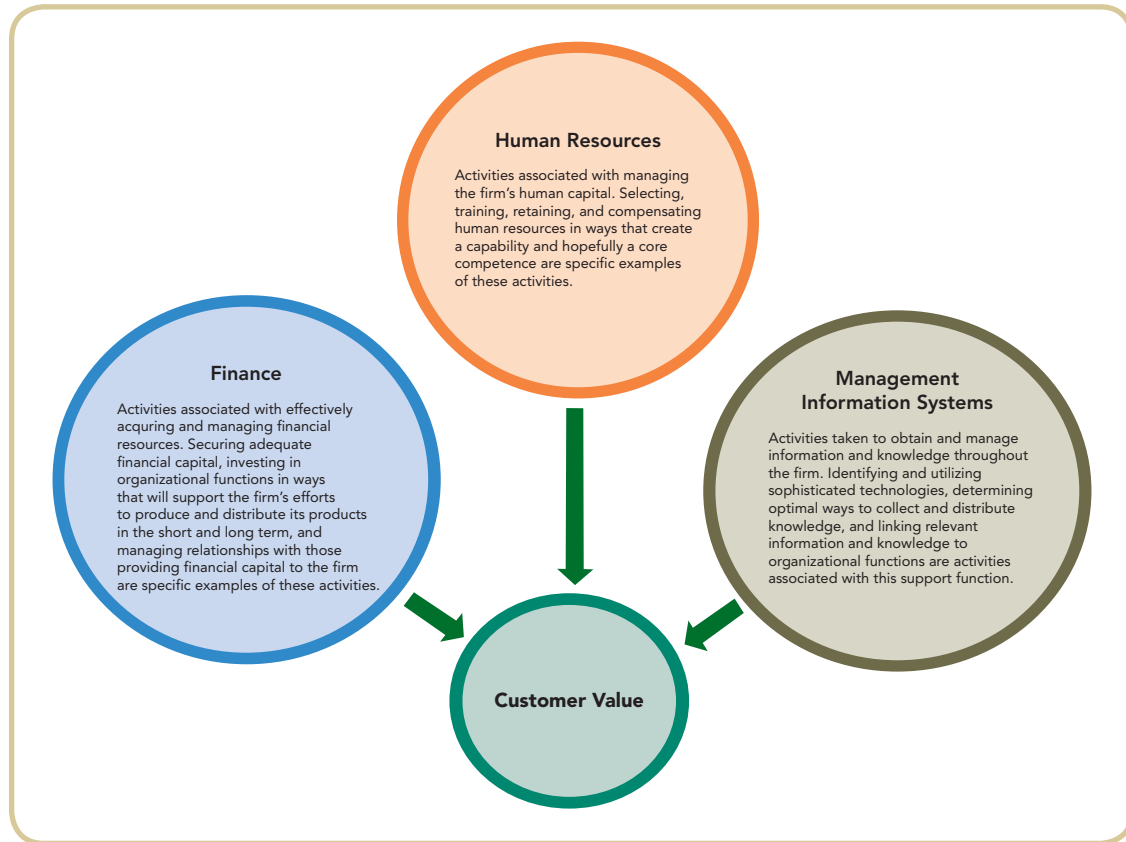 Human Resources
Activities associated with managing
the firm's human capital. Selecting,
training, retaining, and compensating
human resources in ways that create
a capability and hopefully a core
competence are specific examples
of these activities.
Finance
Activities associated with effectively
acquring and managing financial
resources. Securing adequate
financial capital, investing in
organizational functions in ways
that will support the firm's efforts
to produce and distribute its products
in the short and long term, and
managing relationships with those
providing financial capital to the firm
are specific examples of these activities.
Management
Information Systems
Activities taken to obtain and manage
information and knowledge throughout
the firm. Identifying and utilizing
sophisticated technologies, determining
optimal ways to collect and distribute
knowledge, and linking relevant
information and knowledge to
organizational functions are activities
associated with this support function.
Customer Value